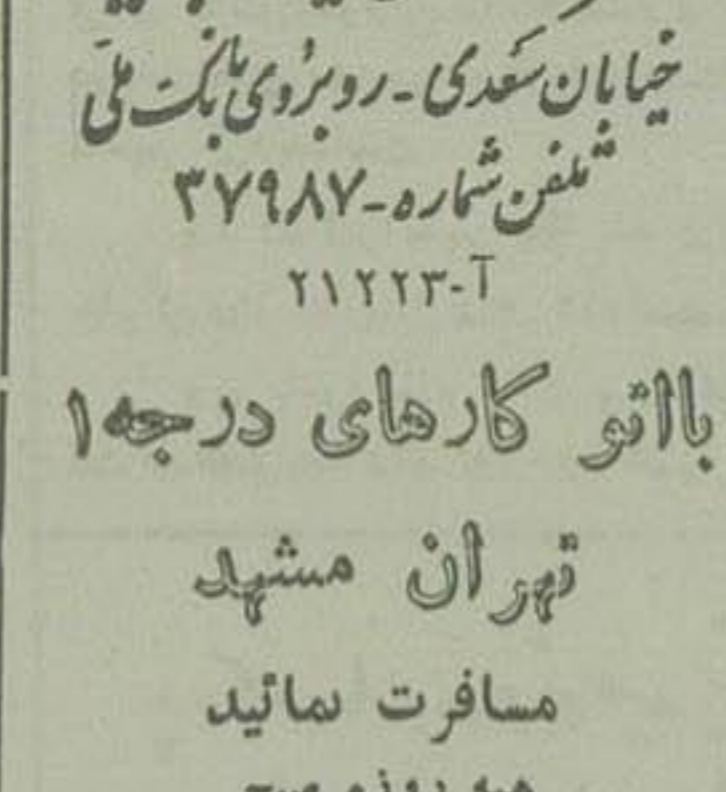 خیابان سعدی - روبروی بانک ملی
تلفن شماره - ۳۷۹۸۷
آ-۲۱۲۲۳
با اتو کارهای درجه ۱
تهران مشهد
مسافرت نمائید